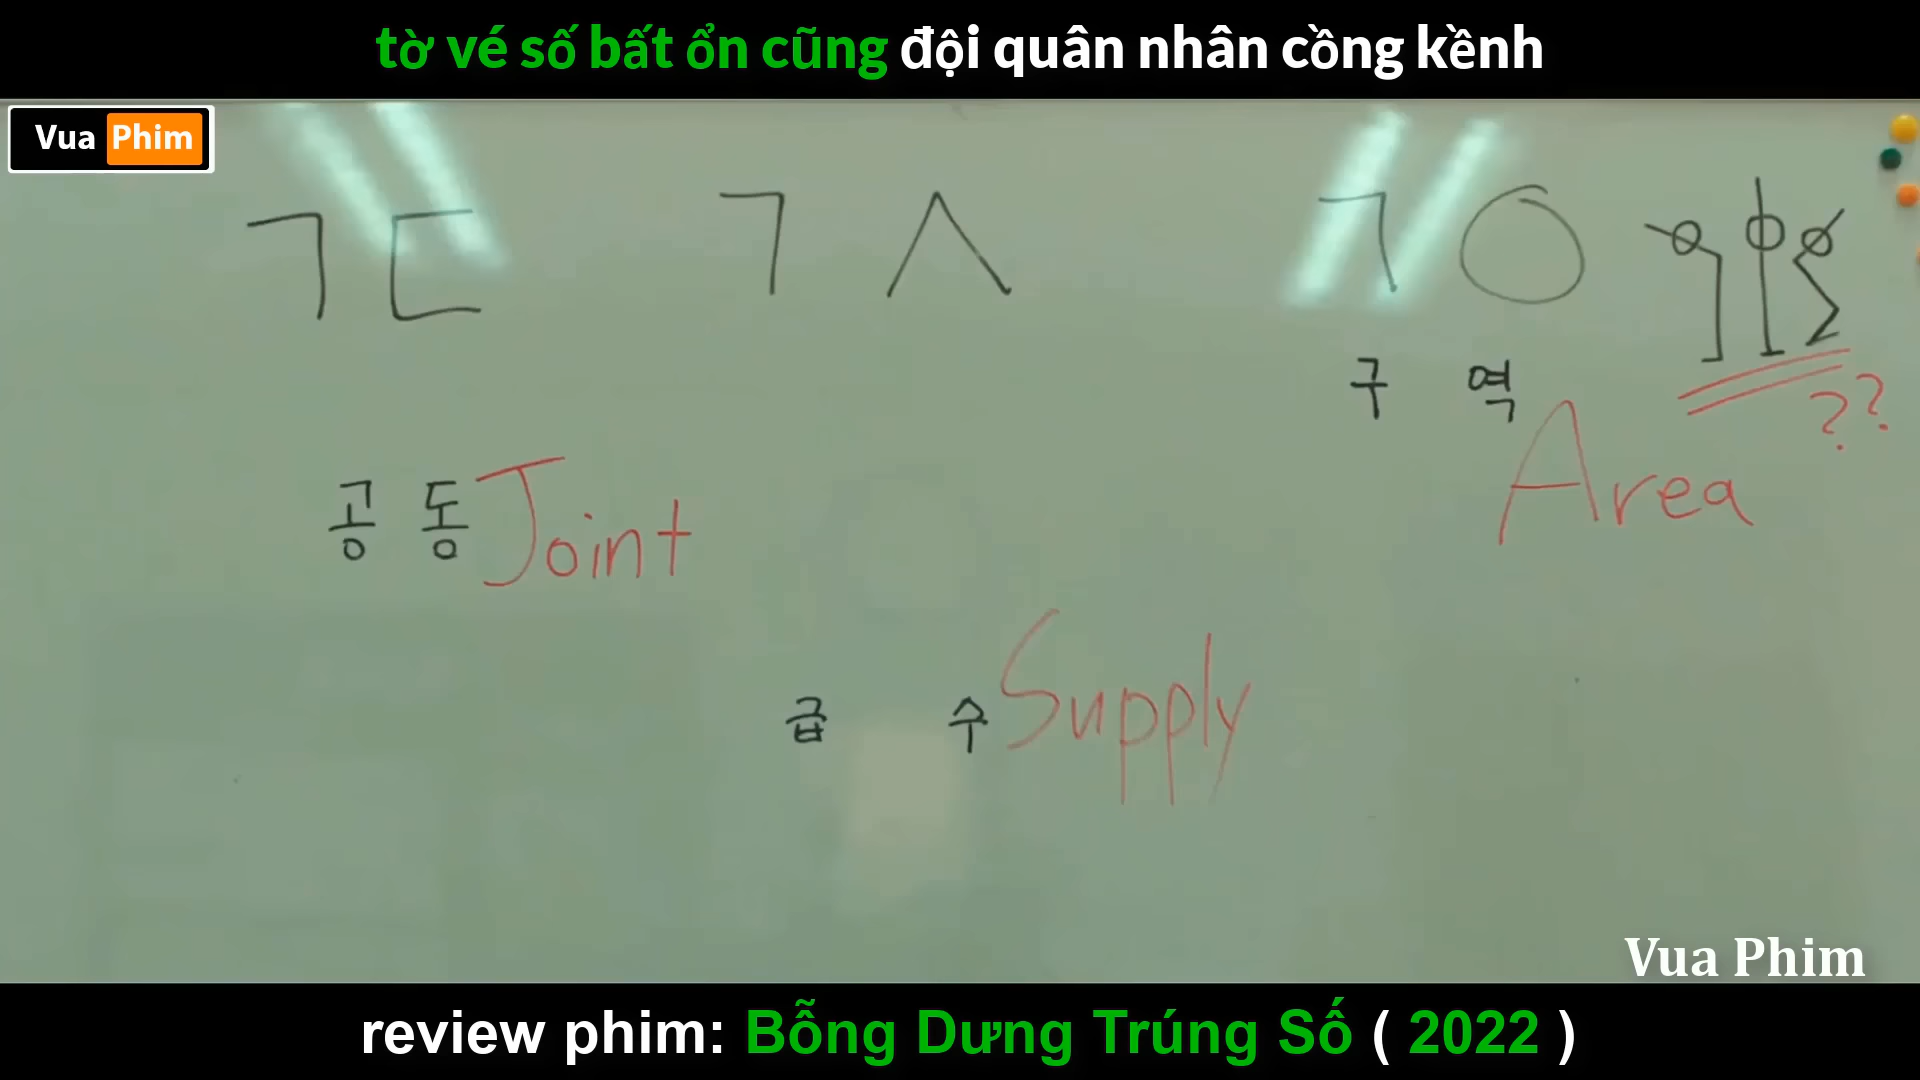 tờ vé số bất ổn cũng đội quân nhân cồng kềnh
Vua Phim
ㄱㄷ ㄱㅅ ㄱㅇ
구 역
??
Area
공 동 Joint
급 수 Supply
Vua Phim
review phim: Bỗng Dưng Trúng Số ( 2022 )